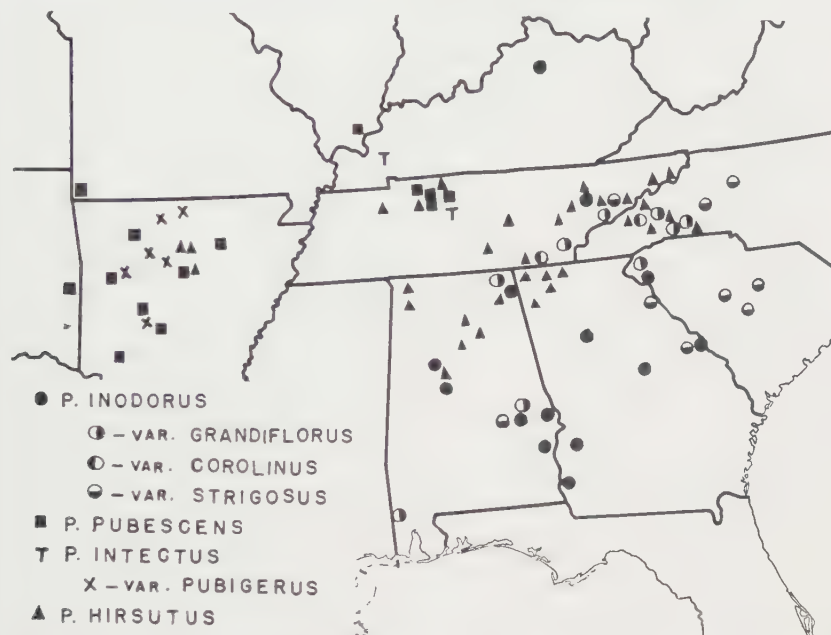 P. INODORUS
-VAR. GRANDIFLORUS
-VAR. COROLINUS
-VAR. STRIGOSUS
P. PUBESCENS
T P. INTECTUS
X-VAR. PUBIGERUS
P. HIRSUTUS